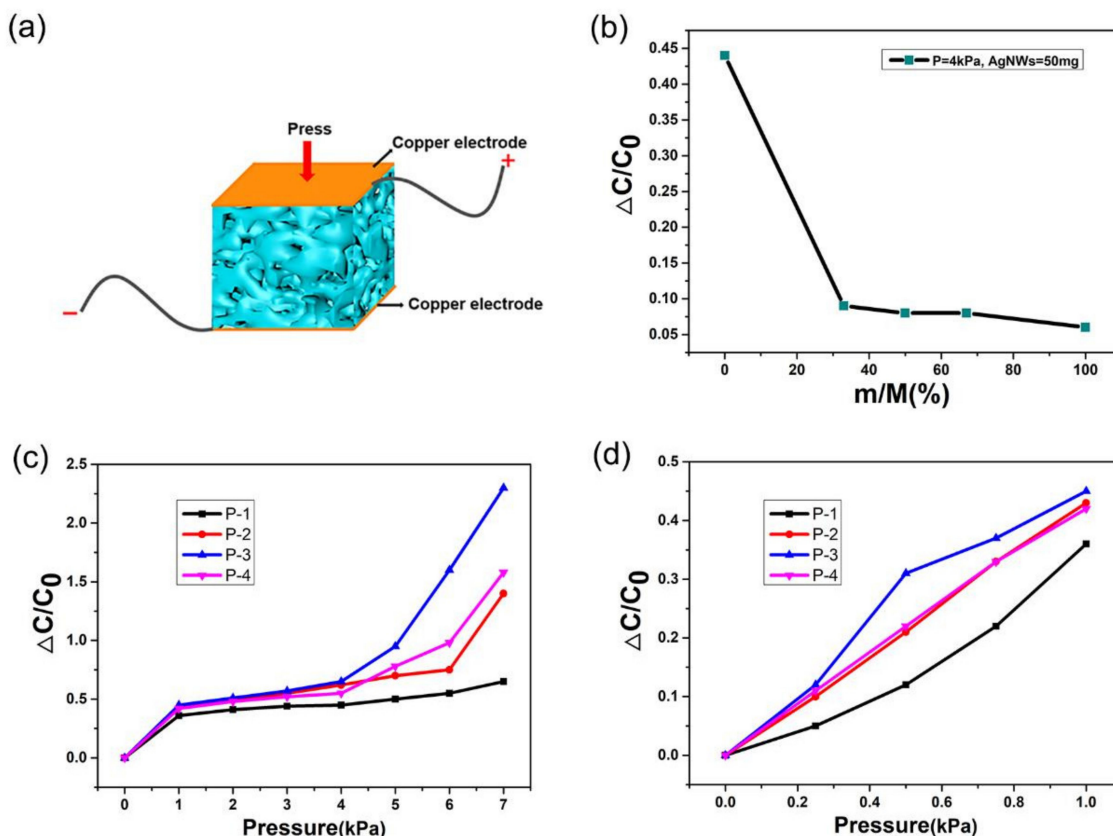 (a)
Press
Copper electrode
+
−
Copper electrode
(b)
0.45
0.40
0.35
0.30
0.25
0.20
0.15
0.10
0.05
△C/C0
P=4kPa, AgNWs=50mg
0 20 40 60 80 100
m/M(%)
(c)
2.5
2.0
1.5
1.0
0.5
0.0
△C/C0
P-1
P-2
P-3
P-4
0 1 2 3 4 5 6 7
Pressure(kPa)
(d)
0.5
0.4
0.3
0.2
0.1
0.0
△C/C0
P-1
P-2
P-3
P-4
0.0 0.2 0.4 0.6 0.8 1.0
Pressure(kPa)